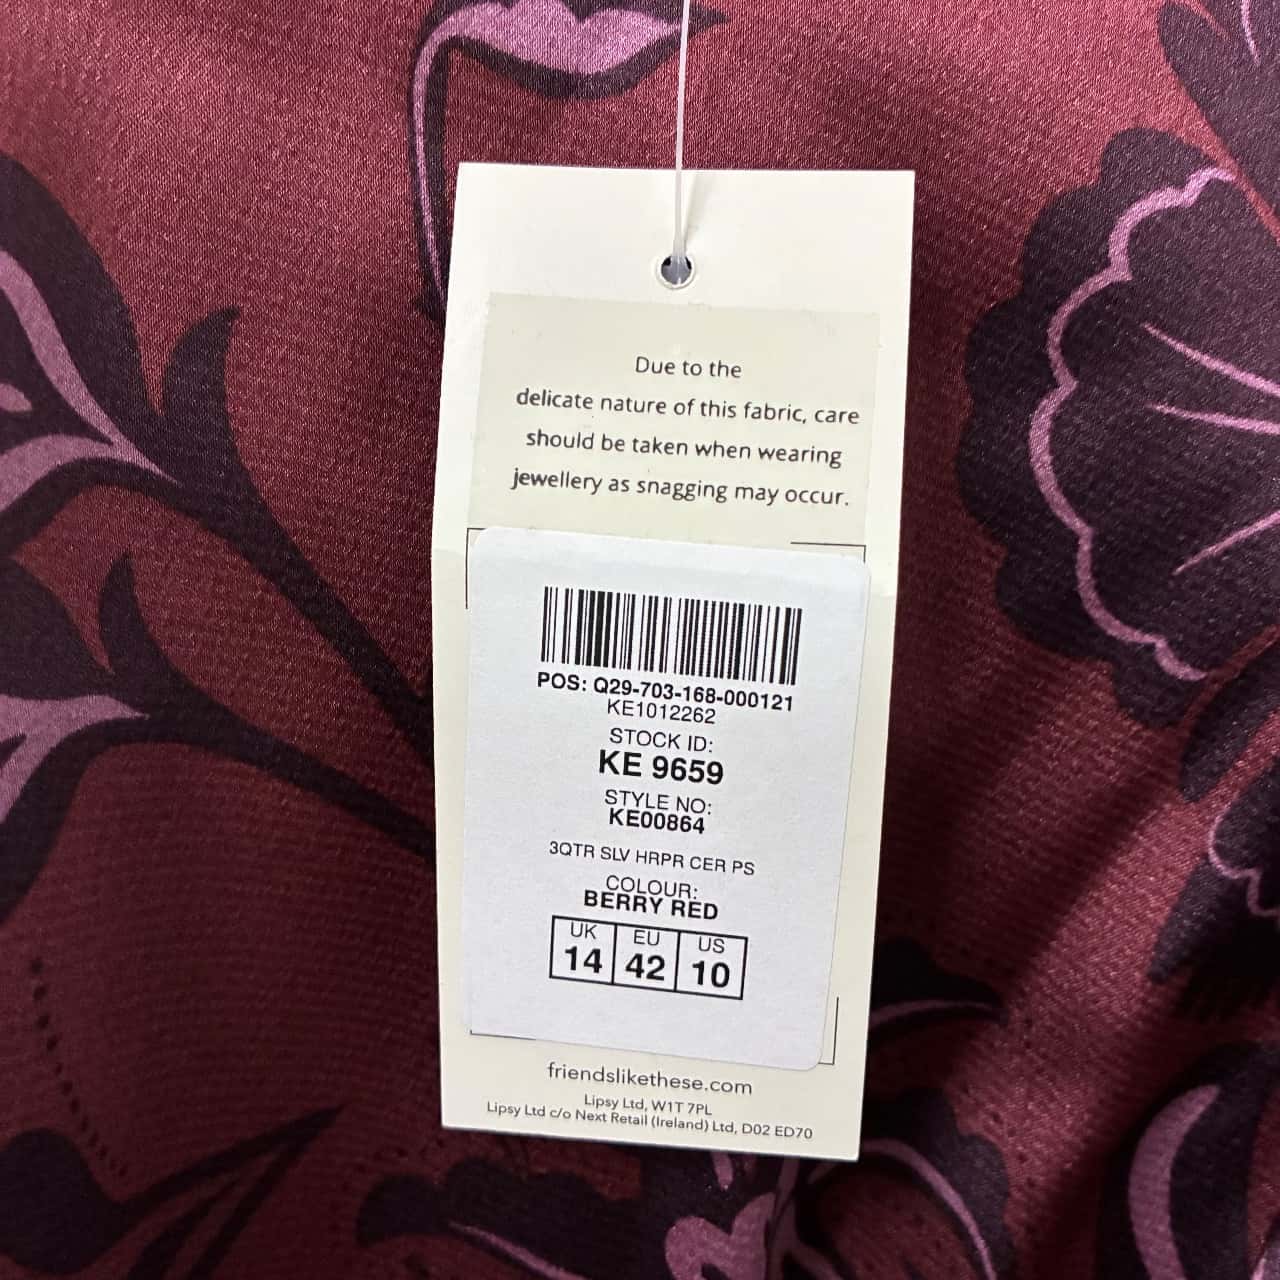 Due to the
delicate nature of this fabric, care
should be taken when wearing
jewellery as snagging may occur.
POS: Q29-703-168-000121
KE1012262
STOCK ID:
KE 9659
STYLE NO:
KE00864
3QTR SLV HRPR CER PS
COLOUR:
BERRY RED
UK EU US
14 42 10
friendslikethese.com
Lipsy Ltd, W1T 7PL
Lipsy Ltd c/o Next Retail (Ireland) Ltd, D02 ED70